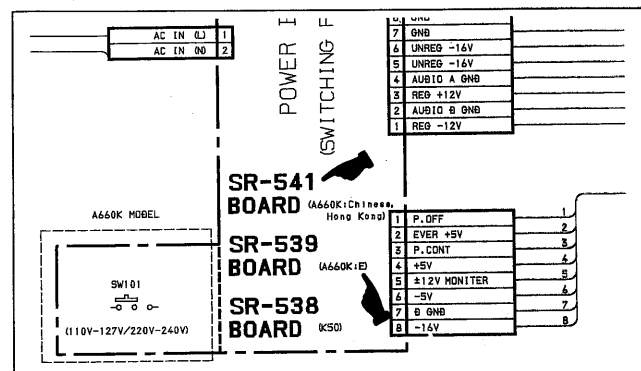 AC IN (L) 1
AC IN (N) 2
POWER
(SWITCHING
GND
7 GND
6 UNREG -16V
5 UNREG -16V
4 AUDIO A GND
3 REG +12V
2 AUDIO D GND
1 REG -12V
SR-541
BOARD (A660K:Chinese,
Hong Kong)
SR-539
BOARD (A660K:E)
SR-538
BOARD (K50)
A660K MODEL
SW101
(110V-127V/220V-240V)
1 P.OFF 1
2 EVER +5V 2
3 P.CONT 3
4 +5V 4
5 ±12V MONITER 5
6 -5V 6
7 D GND 7
8 -16V 8